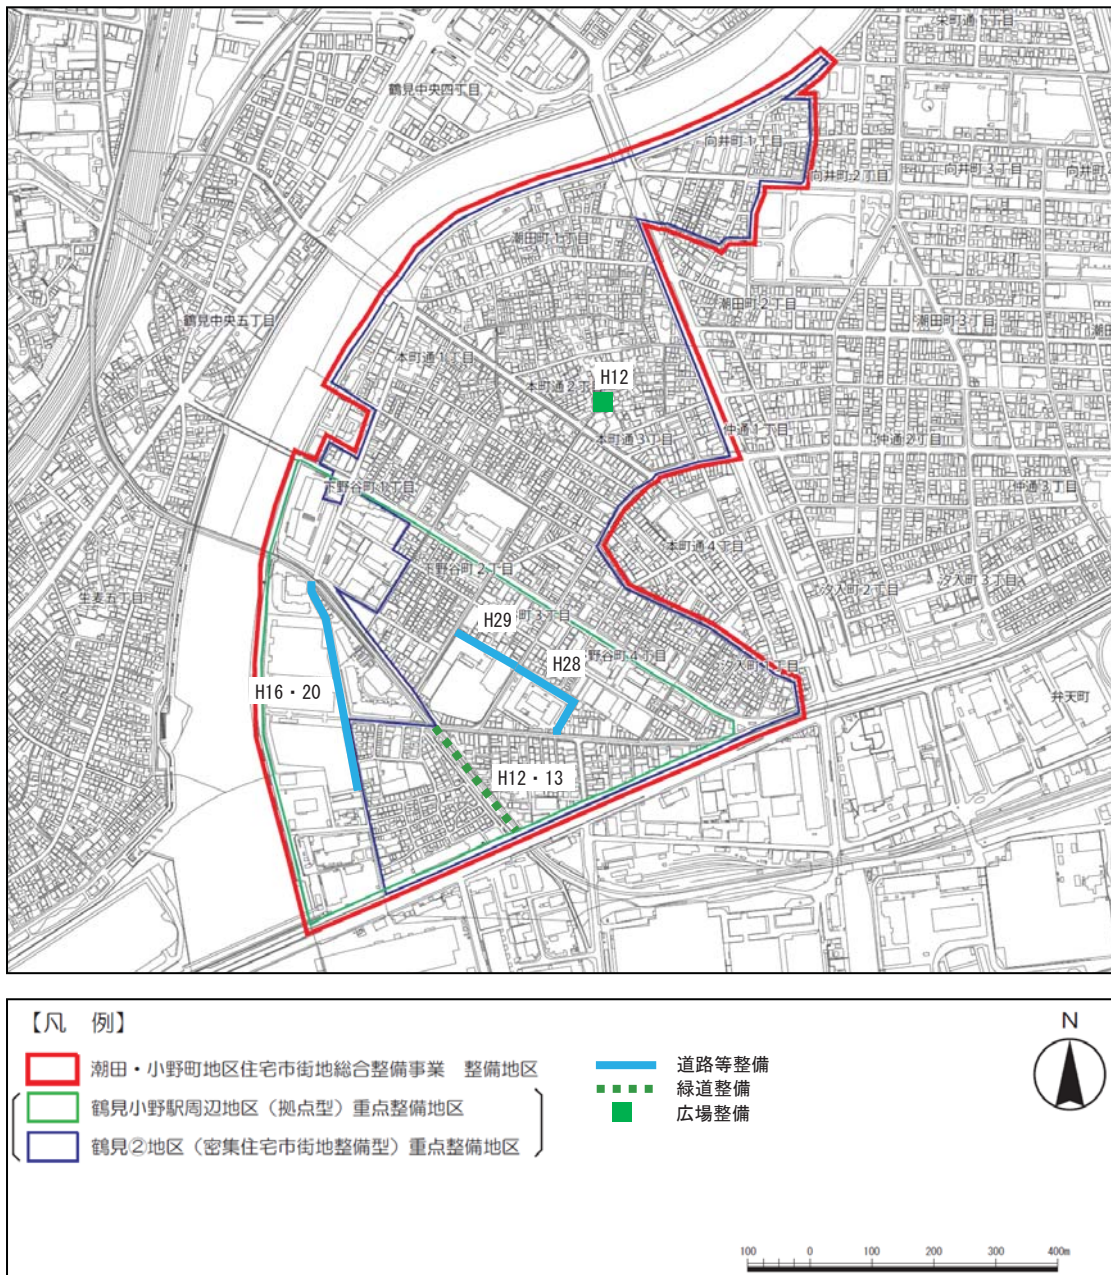 栄町通1丁目
鶴見中央四丁目
向井町1丁目
向井町2丁目
向井町3丁目
向井町4
潮田町1丁目
潮田町2丁目
潮田町3丁目
潮田
鶴見中央五丁目
本町通1丁目
本町通2丁
H12
本町通3丁目
仲通1丁目
仲通2丁目
仲通3丁目
下野谷町1丁目
本町通4丁目
下野谷町2丁目
汐入町2丁目
汐入町3丁目
生麦五丁目
町3丁目
H29
野谷町4丁目
H28
汐入町1丁目
弁天町
H16・20
H12・13
【凡 例】
潮田・小野町地区住宅市街地総合整備事業 整備地区
鶴見小野駅周辺地区（拠点型）重点整備地区
鶴見②地区（密集住宅市街地整備型）重点整備地区
道路等整備
緑道整備
広場整備
N
100 0 100 200 300 400m